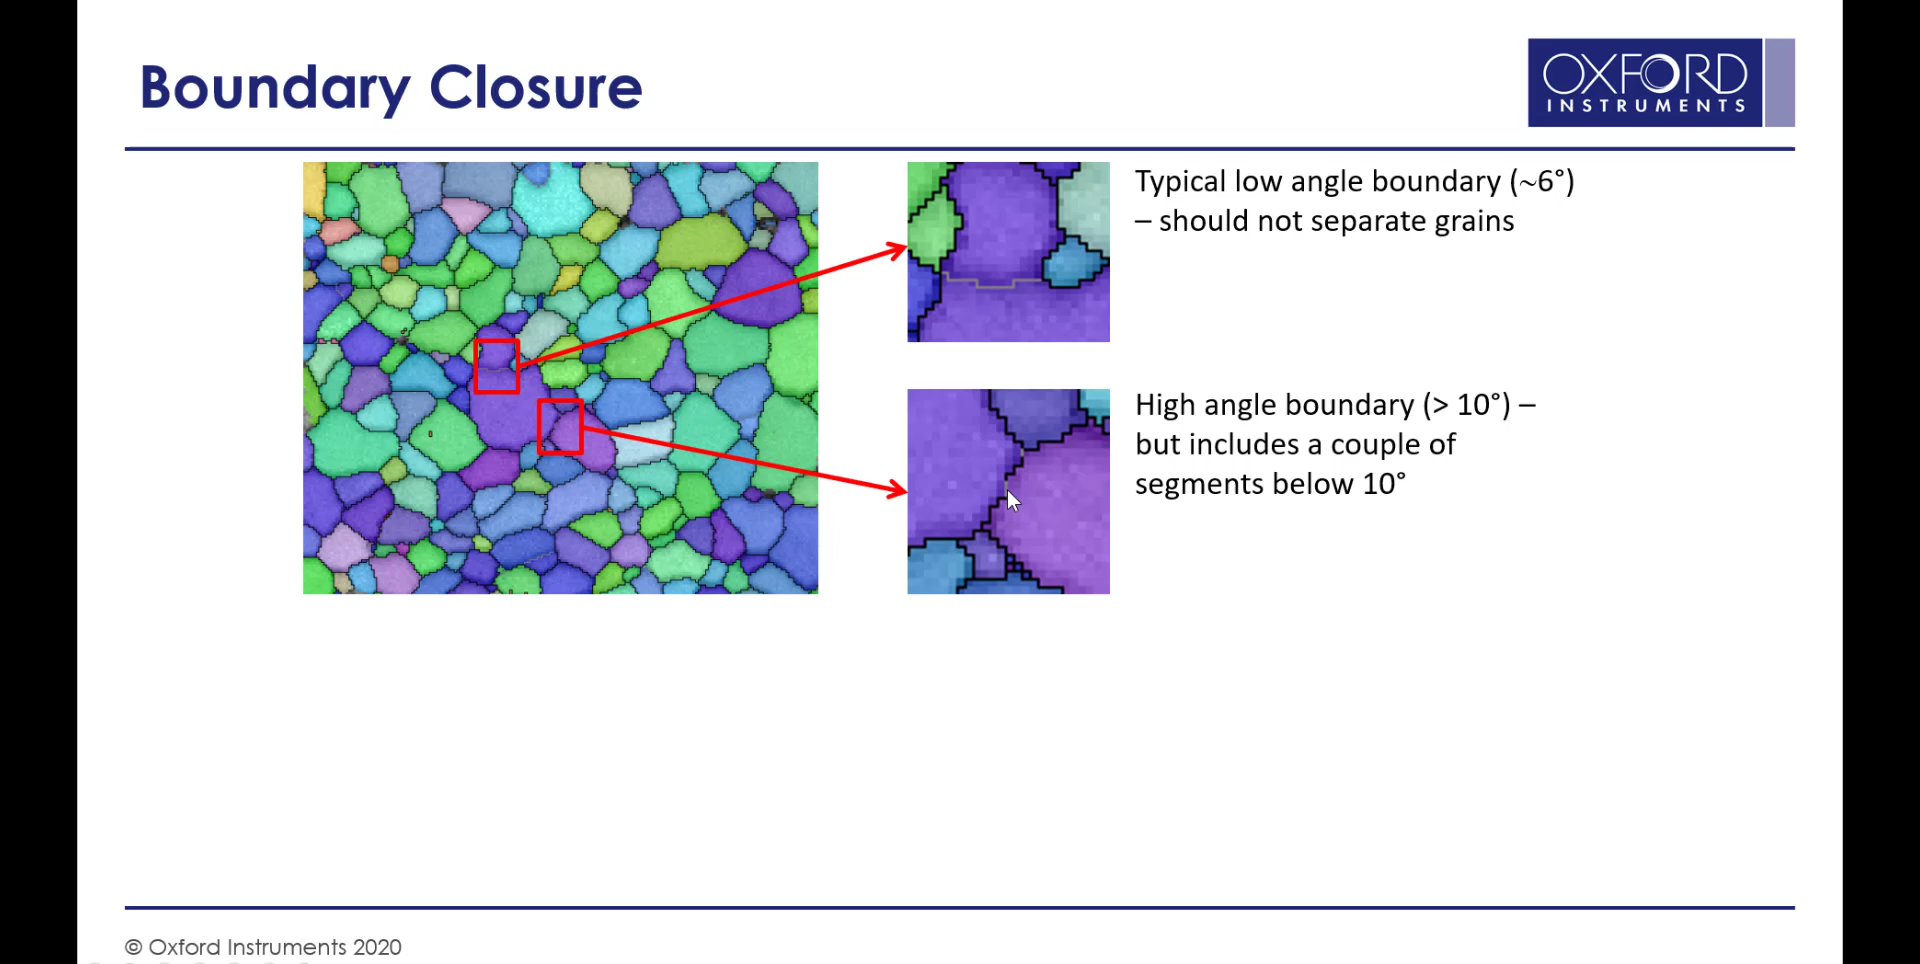 Boundary Closure
OXFORD
INSTRUMENTS
Typical low angle boundary (~6°)
– should not separate grains
High angle boundary (> 10°) –
but includes a couple of
segments below 10°
© Oxford Instruments 2020